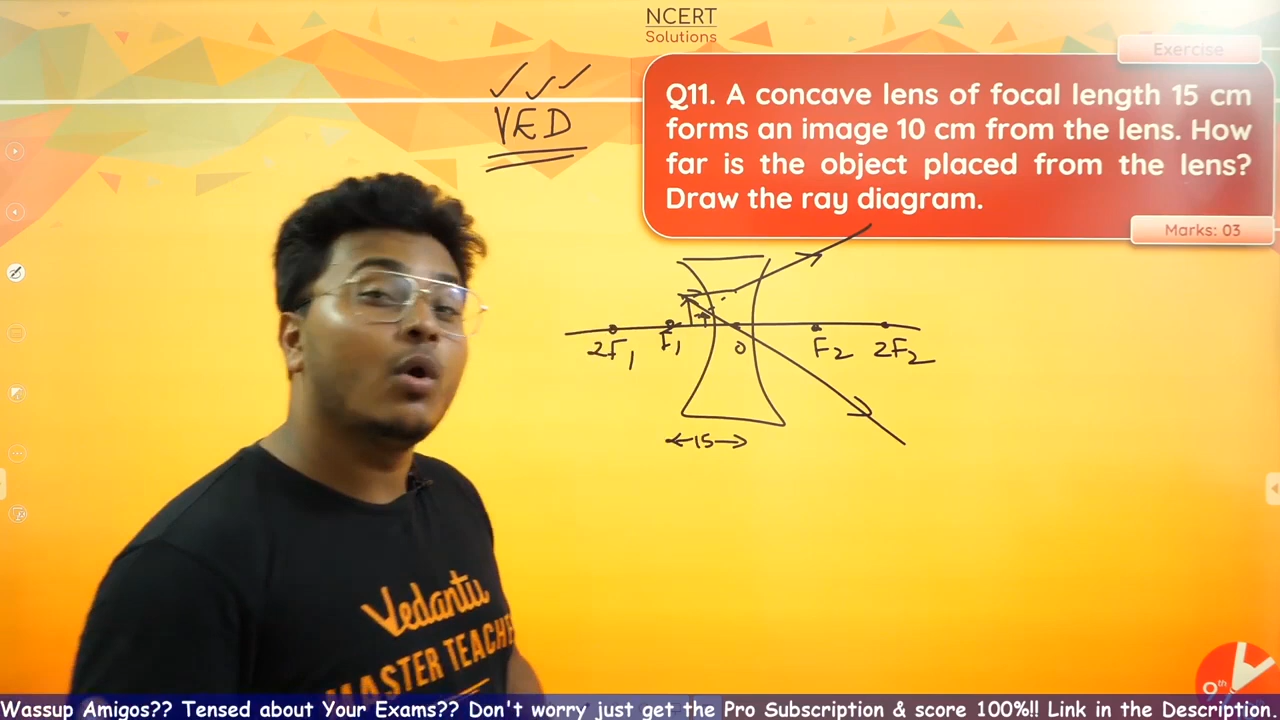 NCERT
Solutions
Exercise
Q11. A concave lens of focal length 15 cm
forms an image 10 cm from the lens. How
far is the object placed from the lens?
Draw the ray diagram.
Marks: 03
VED
2F1
F1
O
F2
2F2
15
Vedantu
MASTER TEACHE
9th
Wassup Amigos?? Tensed about Your Exams?? Don't worry just get the Pro Subscription & score 100%!! Link in the Description.